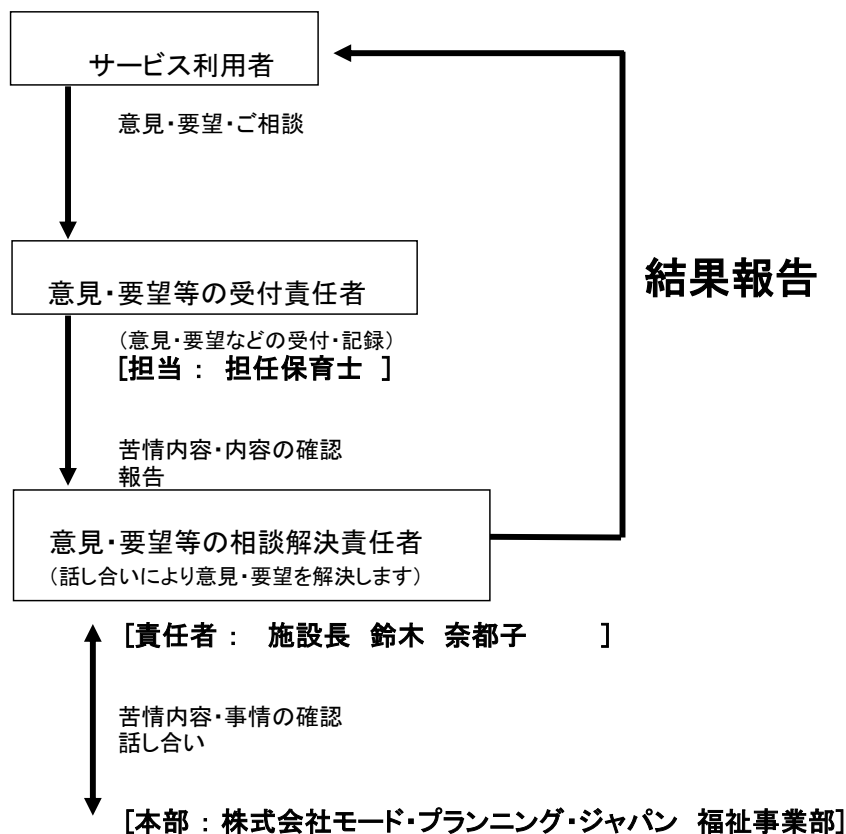 サービス利用者
意見・要望・ご相談
意見・要望等の受付責任者
(意見・要望などの受付・記録)
[担当 : 担任保育士 ]
苦情内容・内容の確認
報告
意見・要望等の相談解決責任者
(話し合いにより意見・要望を解決します)
結果報告
[責任者 : 施設長 鈴木 奈都子 ]
苦情内容・事情の確認
話し合い
[本部 : 株式会社モード・プランニング・ジャパン 福祉事業部]